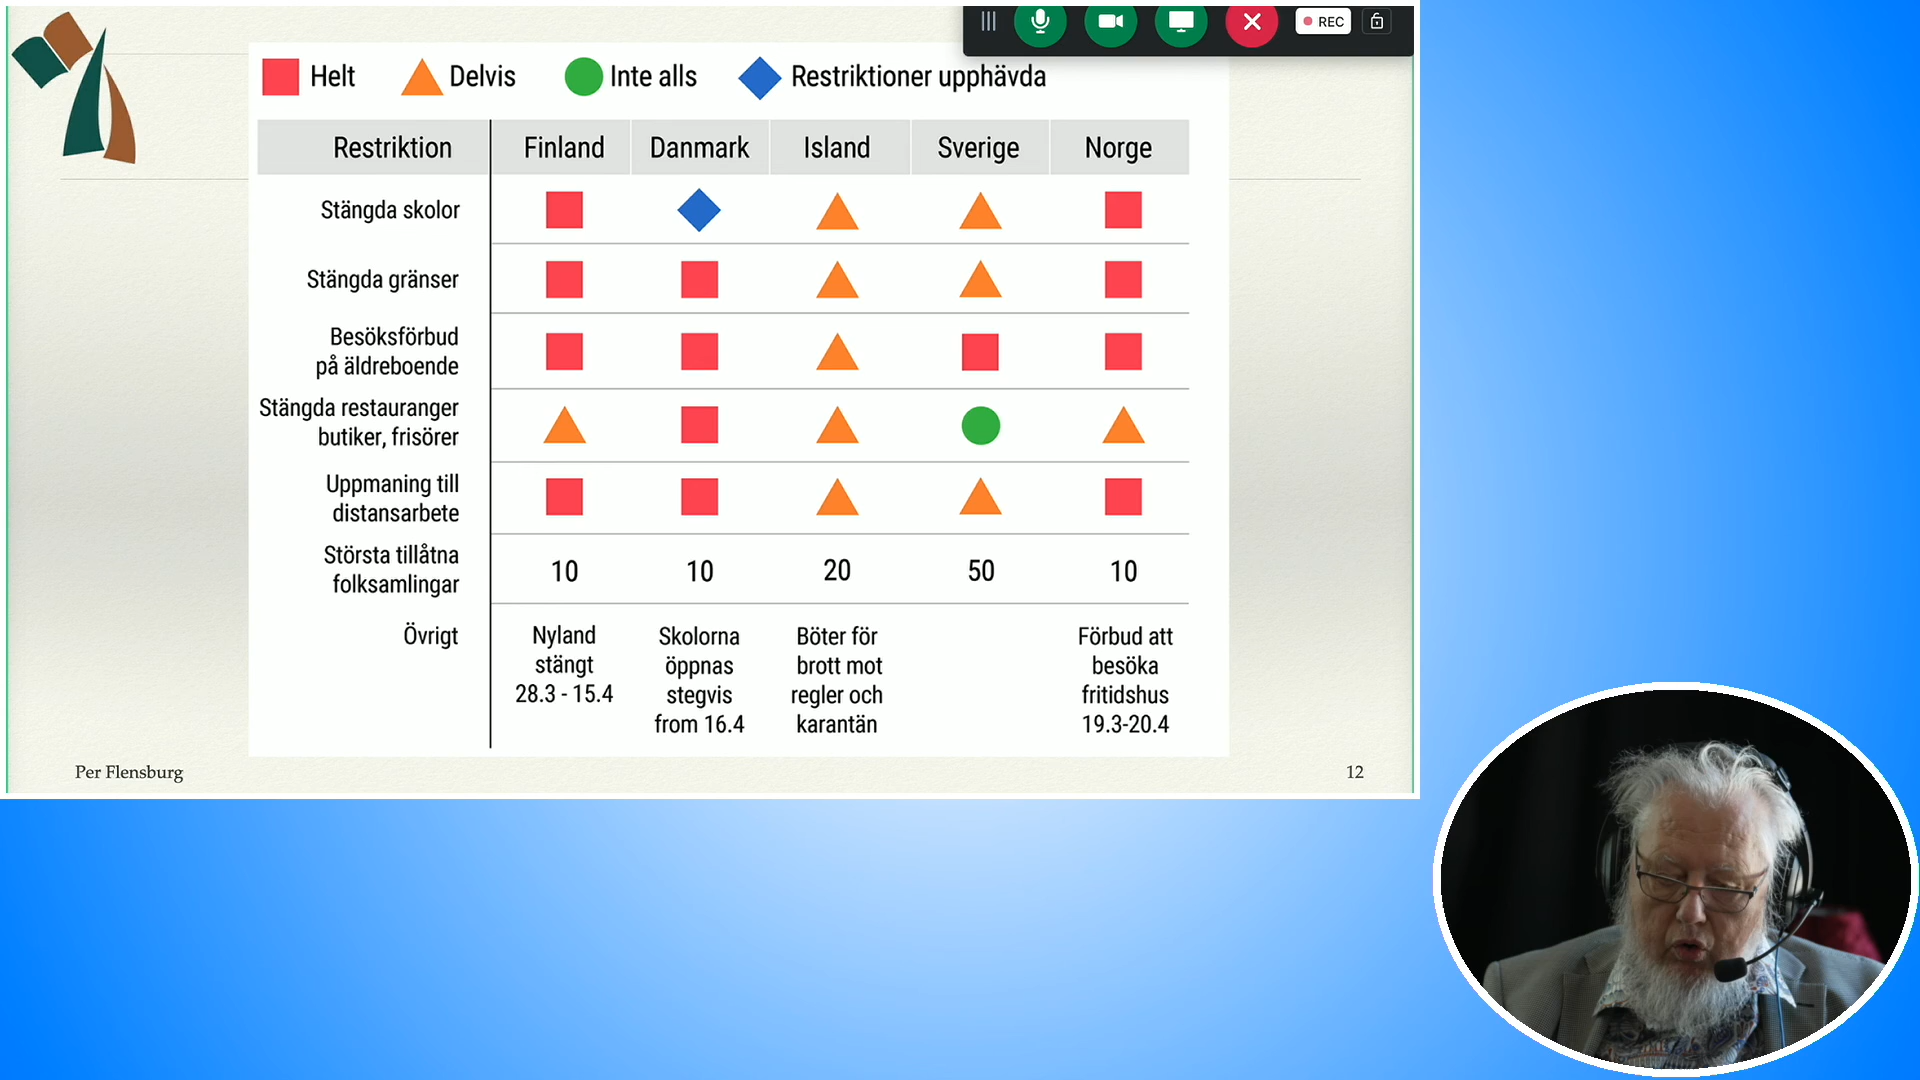 REC
Helt Delvis Inte alls Restriktioner upphävda
Restriktion Finland Danmark Island Sverige Norge
Stängda skolor
Stängda gränser
Besöksförbud
på äldreboende
Stängda restauranger
butiker, frisörer
Uppmaning till
distansarbete
Största tillåtna
folksamlingar
10 10 20 50 10
Övrigt
Nyland
stängt
28.3 - 15.4
Skolorna
öppnas
stegvis
from 16.4
Böter för
brott mot
regler och
karantän
Förbud att
besöka
fritidshus
19.3-20.4
Per Flensburg
12